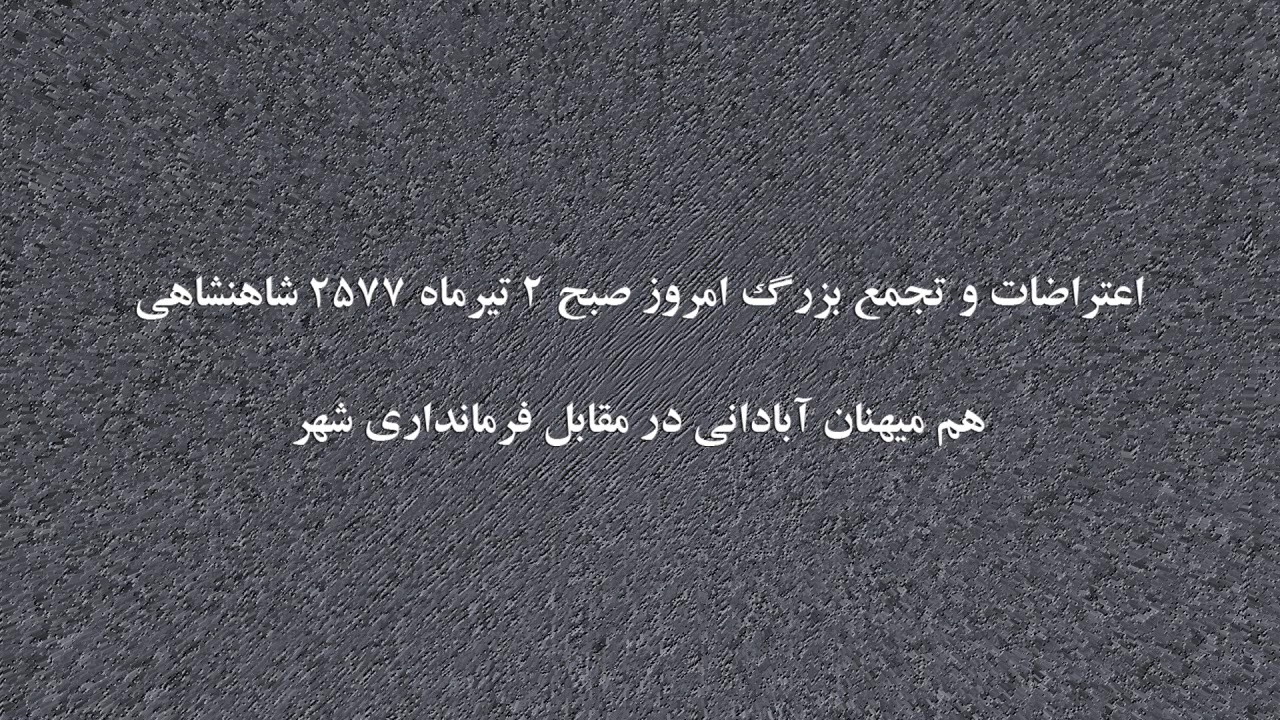 اعتراضات و تجمع بزرگ امروز صبح ۲ تیرماه ۲۵۷۷ شاهنشاهی
هم میهنان آبادانی در مقابل فرمانداری شهر